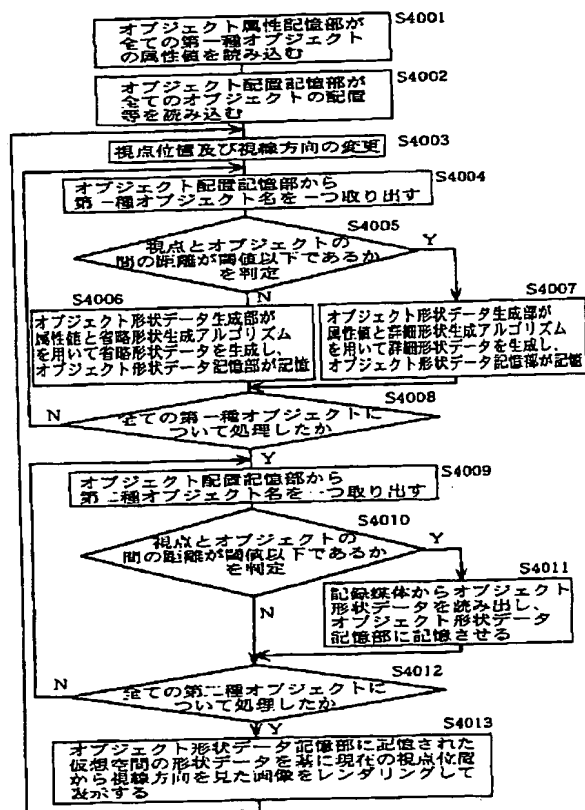 S4001
オブジェクト属性記憶部が
全ての第一種オブジェクト
の属性値を読み込む
S4002
オブジェクト配置記憶部が
全てのオブジェクトの配置
等を読み込む
S4003
視点位置及び視線方向の変更
S4004
オブジェクト配置記憶部から
第一種オブジェクト名を一つ取り出す
S4005
視点とオブジェクトの
間の距離が閾値以下であるか
を判定
Y
N
S4006
オブジェクト形状データ生成部が
属性値と省略形状生成アルゴリズム
を用いて省略形状データを生成し、
オブジェクト形状データ記憶部が記憶
S4007
オブジェクト形状データ生成部が
属性値と詳細形状生成アルゴリズム
を用いて詳細形状データを生成し、
オブジェクト形状データ記憶部が記憶
S4008
N
全ての第一種オブジェクトに
ついて処理したか
Y
S4009
オブジェクト配置記憶部から
第二種オブジェクト名を一つ取り出す
S4010
視点とオブジェクトの
間の距離が閾値以下であるか
を判定
Y
N
S4011
記録媒体からオブジェクト
形状データを読み出し、
オブジェクト形状データ
記憶部に記憶させる
S4012
N
全ての第二種オブジェクトに
ついて処理したか
Y
S4013
オブジェクト形状データ記憶部に記憶された
仮想空間の形状データを基に現在の視点位置
から視線方向を見た画像をレンダリングして
表示する